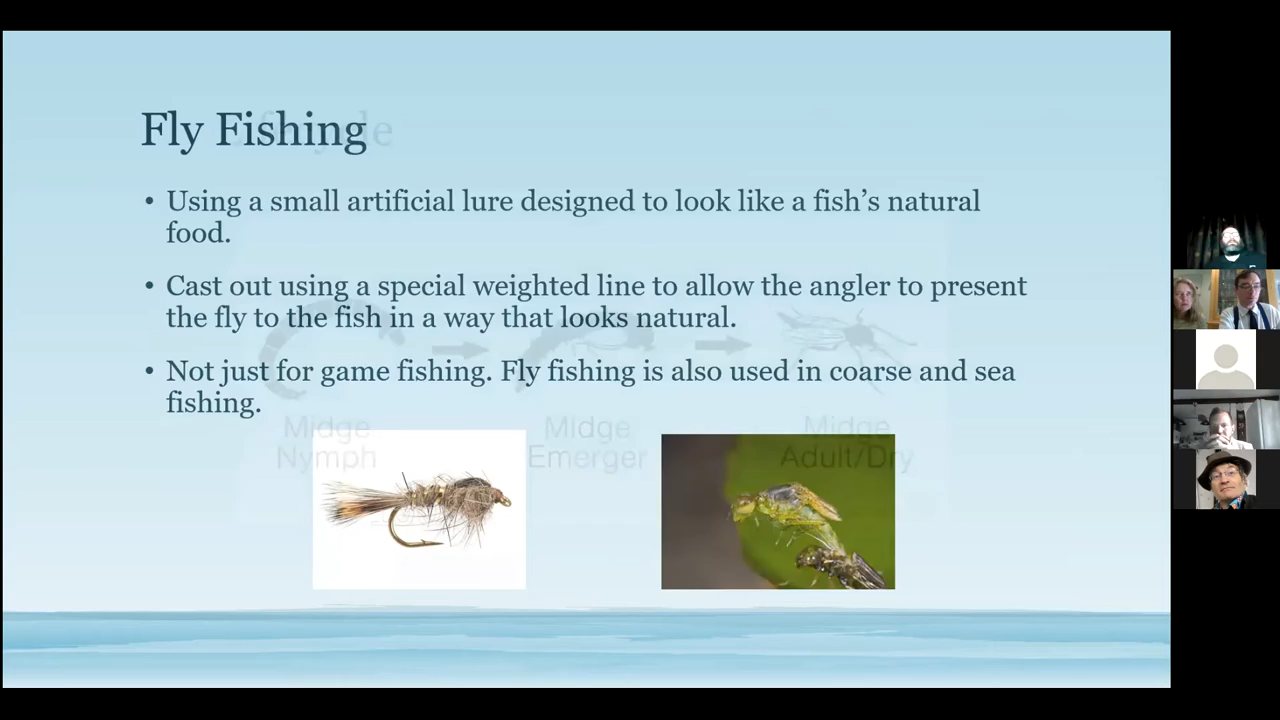 Fly Fishing
• Using a small artificial lure designed to look like a fish’s natural
food.
• Cast out using a special weighted line to allow the angler to present
the fly to the fish in a way that looks natural.
• Not just for game fishing. Fly fishing is also used in coarse and sea
fishing.
Midge
Nymph
Midge
Emerger
Midge
Adult/Dry